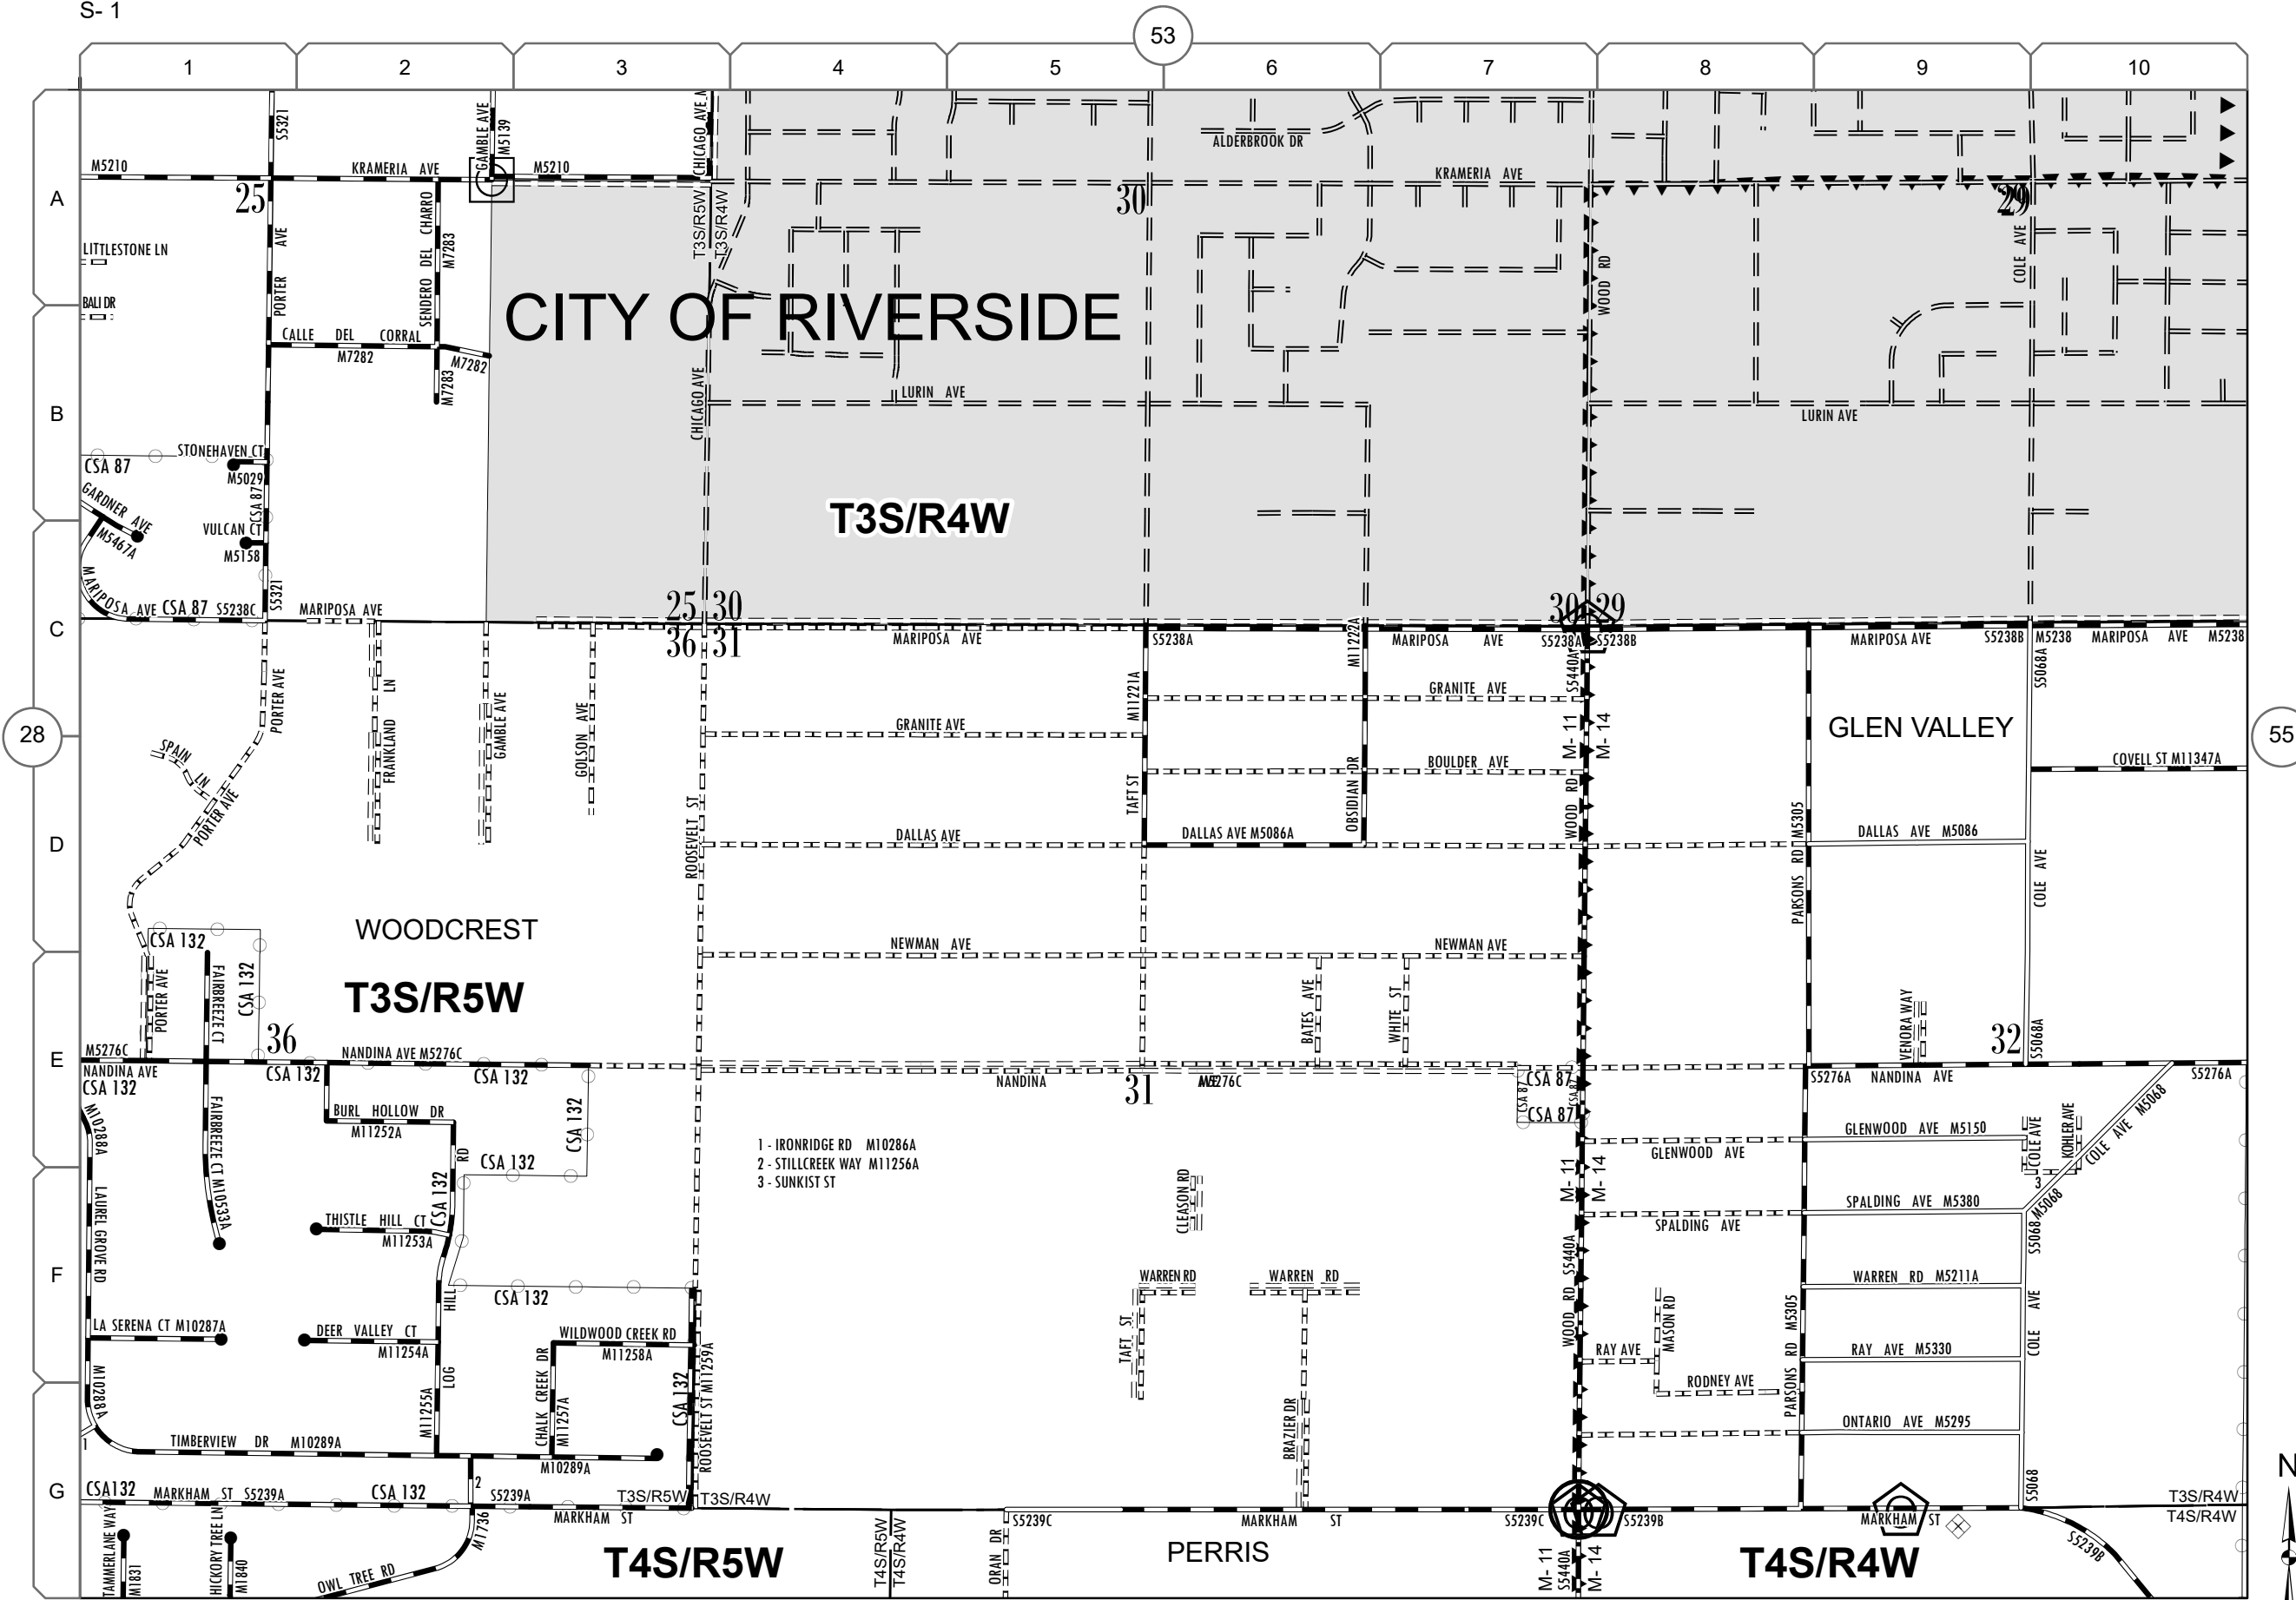 S- 1
53
1 2 3 4 5 6 7 8 9 10
A
B
C
D
E
F
G
28
55
N
S5321
GAMBLE AVE
M5139
CHICAGO AVE
ALDERBROOK DR
M5210
KRAMERIA AVE
M5210
KRAMERIA AVE
25
30
29
T3S/R5W
T3S/R4W
LITTLESTONE LN
PORTER AVE
SENDERO DEL CHARRO
M7283
WOOD RD
COLE AVE
BALI DR
CITY OF RIVERSIDE
CALLE DEL CORRAL
M7282
M7282
M7283
CHICAGO AVE
LURIN AVE
LURIN AVE
STONEHAVEN CT
CSA 87
M5029
GARDNER AVE
CSA 87
T3S/R4W
VULCAN CT
M5467A
M5158
S5321
MARIPOSA AVE CSA 87 S5238C
MARIPOSA AVE
25 30
36 31
30 29
MARIPOSA AVE
S5238A
M11222A
MARIPOSA AVE
S5238A
S5238B
MARIPOSA AVE
S5238B
M5238
MARIPOSA AVE
M5238
S5440A
S5068A
PORTER AVE
FRANKLAND LN
GAMBLE AVE
GOLSON AVE
M11221A
GRANITE AVE
GRANITE AVE
M- 11
M- 14
GLEN VALLEY
SPAIN LN
BOULDER AVE
COVELL ST M11347A
PORTER AVE
ROOSEVELT ST
TAFT ST
OBSIDIAN DR
WOOD RD
PARSONS RD M5305
DALLAS AVE
DALLAS AVE M5086A
DALLAS AVE M5086
COLE AVE
WOODCREST
CSA 132
NEWMAN AVE
NEWMAN AVE
PORTER AVE
FAIRBREEZE CT
CSA 132
T3S/R5W
BATES AVE
WHITE ST
VENORA WAY
36
32
S5068A
M5276C
NANDINA AVE M5276C
NANDINA AVE
CSA 132
CSA 132
CSA 132
NANDINA
31
M5276C
CSA 87
CSA 87
CSA 87
CSA 87
S5276A
NANDINA AVE
S5276A
M10288A
FAIRBREEZE CT M10533A
BURL HOLLOW DR
M11252A
CSA 132
GLENWOOD AVE M5150
GLENWOOD AVE
COLE AVE
KOHLER AVE
COLE AVE M5068
1 - IRONRIDGE RD M10286A
2 - STILLCREEK WAY M11256A
3 - SUNKIST ST
RD
CSA 132
CSA 132
M- 11
M- 14
3
M5068
LAUREL GROVE RD
CLEASON RD
SPALDING AVE M5380
SPALDING AVE
THISTLE HILL CT
M11253A
S5068
WOOD RD S5440A
WARREN RD
WARREN RD
WARREN RD M5211A
HILL
CSA 132
LA SERENA CT M10287A
DEER VALLEY CT
M11254A
WILDWOOD CREEK RD
M11258A
TAFT ST
MASON RD
PARSONS RD M5305
COLE AVE
RAY AVE
RAY AVE M5330
LOG
M10288A
M11255A
CHALK CREEK DR
M11257A
CSA 132
ROOSEVELT ST M11259A
RODNEY AVE
BRAZIER DR
ONTARIO AVE M5295
1
TIMBERVIEW DR M10289A
M10289A
2
CSA 132
MARKHAM ST S5239A
CSA 132
S5239A
T3S/R5W
T3S/R4W
MARKHAM ST
S5239C
MARKHAM ST
S5239C
S5239B
MARKHAM ST
S5068
T3S/R4W
T4S/R4W
TAMMERLANE WAY
M1831
HICKORY TREE LN
M1840
M1736
OWL TREE RD
T4S/R5W
T4S/R5W
T4S/R4W
ORAN DR
PERRIS
M- 11
S5440A
M- 14
T4S/R4W
S5239B